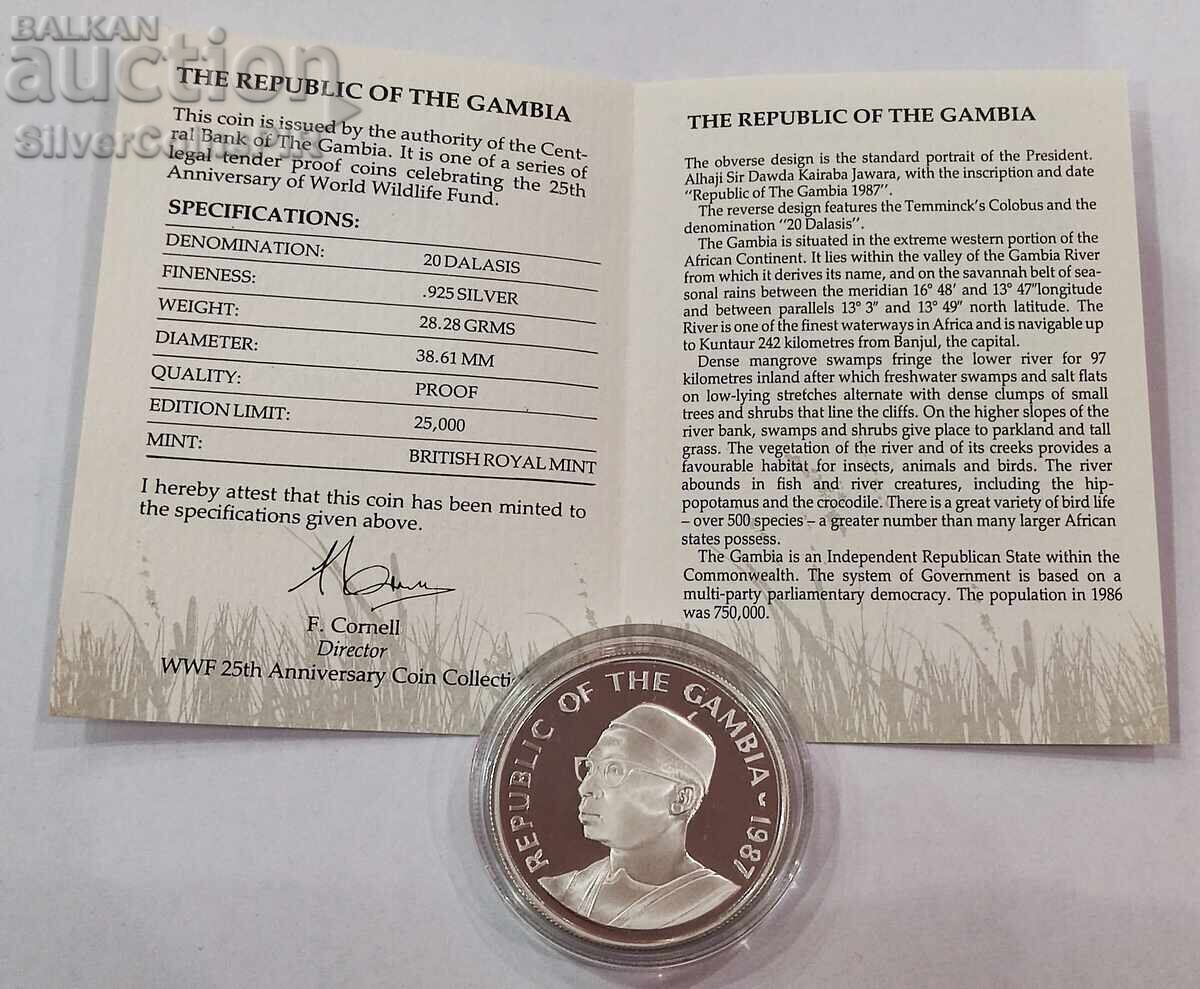 BALKAN
auction
SilverCoinsPR
THE REPUBLIC OF THE GAMBIA
This coin is issued by the authority of the Cent-
ral Bank of The Gambia. It is one of a series of
legal tender proof coins celebrating the 25th
Anniversary of World Wildlife Fund.
SPECIFICATIONS:
DENOMINATION: 20 DALASIS
FINENESS: .925 SILVER
WEIGHT: 28.28 GRMS
DIAMETER: 38.61 MM
QUALITY: PROOF
EDITION LIMIT: 25,000
MINT: BRITISH ROYAL MINT
I hereby attest that this coin has been minted to
the specifications given above.
F. Cornell
Director
WWF 25th Anniversary Coin Collecti
THE REPUBLIC OF THE GAMBIA
The obverse design is the standard portrait of the President.
Alhaji Sir Dawda Kairaba Jawara, with the inscription and date
"Republic of The Gambia 1987".
The reverse design features the Temminck's Colobus and the
denomination "20 Dalasis".
The Gambia is situated in the extreme western portion of the
African Continent. It lies within the valley of the Gambia River
from which it derives its name, and on the savannah belt of sea-
sonal rains between the meridian 16° 48′ and 13° 47″longitude
and between parallels 13° 3″ and 13° 49″ north latitude. The
River is one of the finest waterways in Africa and is navigable up
to Kuntaur 242 kilometres from Banjul, the capital.
Dense mangrove swamps fringe the lower river for 97
kilometres inland after which freshwater swamps and salt flats
on low-lying stretches alternate with dense clumps of small
trees and shrubs that line the cliffs. On the higher slopes of the
river bank, swamps and shrubs give place to parkland and tall
grass. The vegetation of the river and of its creeks provides a
favourable habitat for insects, animals and birds. The river
abounds in fish and river creatures, including the hip-
popotamus and the crocodile. There is a great variety of bird life
– over 500 species – a greater number than many larger African
states possess.
The Gambia is an Independent Republican State within the
Commonwealth. The system of Government is based on a
multi-party parliamentary democracy. The population in 1986
was 750,000.
REPUBLIC OF THE GAMBIA 1987